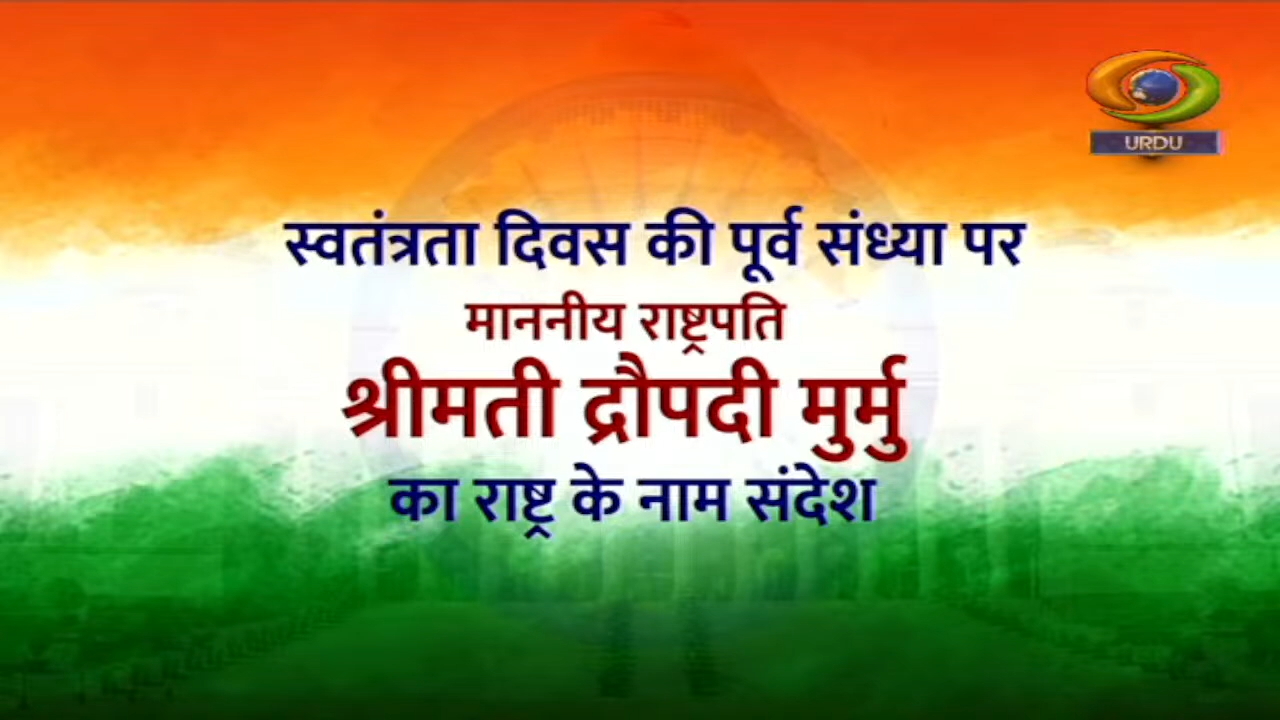 URDU
स्वतंत्रता दिवस की पूर्व संध्या पर
माननीय राष्ट्रपति
श्रीमती द्रौपदी मुर्मु
का राष्ट्र के नाम संदेश